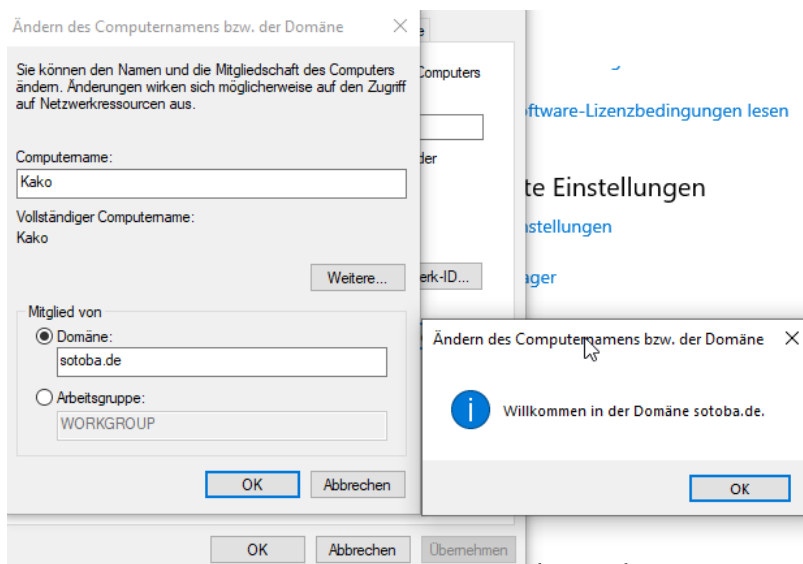 Ändern des Computernamens bzw. der Domäne
Sie können den Namen und die Mitgliedschaft des Computers
ändern. Änderungen wirken sich möglicherweise auf den Zugriff
auf Netzwerkressourcen aus.
Computername:
Kako
Vollständiger Computername:
Kako
Weitere...
Mitglied von
Domäne:
sotoba.de
Arbeitsgruppe:
WORKGROUP
OK Abbrechen
Computers
der
erk-ID...
OK Abbrechen Übernehmen
oftware-Lizenzbedingungen lesen
te Einstellungen
nstellungen
ager
Ändern des Computernamens bzw. der Domäne
Willkommen in der Domäne sotoba.de.
OK